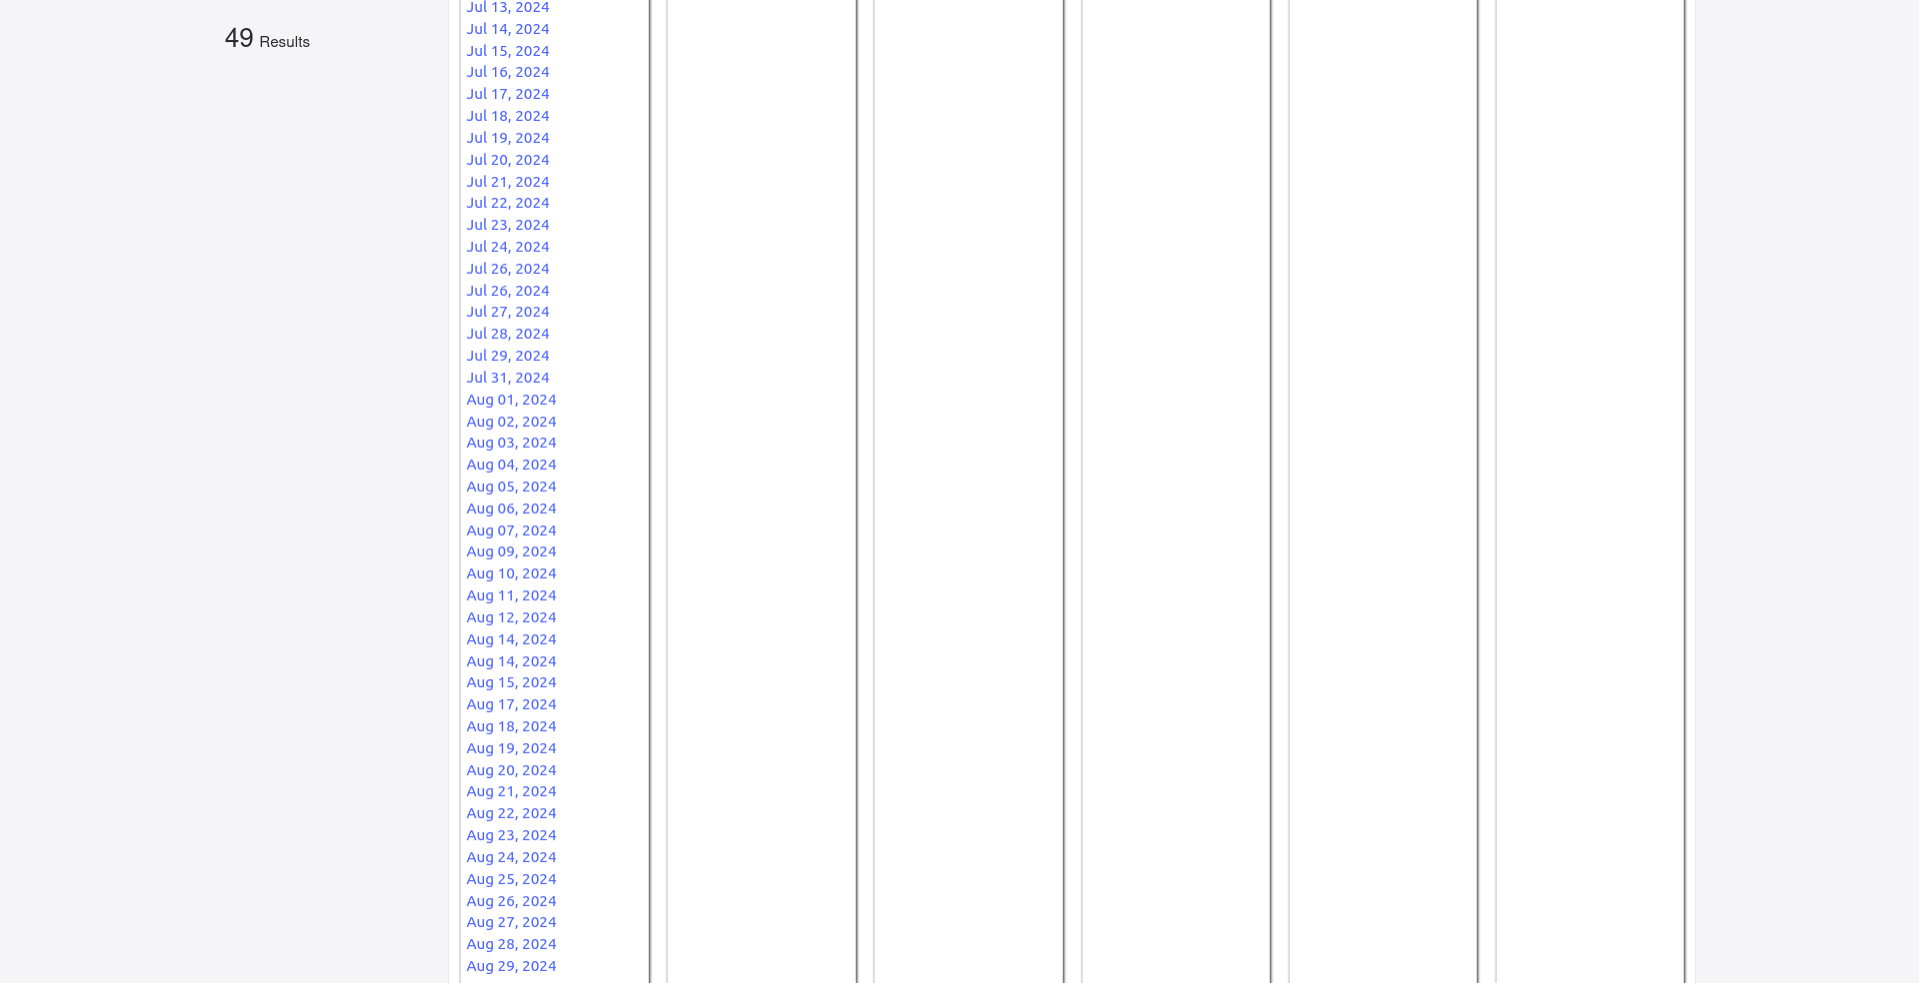 49 Results
Jul 13, 2024
Jul 14, 2024
Jul 15, 2024
Jul 16, 2024
Jul 17, 2024
Jul 18, 2024
Jul 19, 2024
Jul 20, 2024
Jul 21, 2024
Jul 22, 2024
Jul 23, 2024
Jul 24, 2024
Jul 26, 2024
Jul 26, 2024
Jul 27, 2024
Jul 28, 2024
Jul 29, 2024
Jul 31, 2024
Aug 01, 2024
Aug 02, 2024
Aug 03, 2024
Aug 04, 2024
Aug 05, 2024
Aug 06, 2024
Aug 07, 2024
Aug 09, 2024
Aug 10, 2024
Aug 11, 2024
Aug 12, 2024
Aug 14, 2024
Aug 14, 2024
Aug 15, 2024
Aug 17, 2024
Aug 18, 2024
Aug 19, 2024
Aug 20, 2024
Aug 21, 2024
Aug 22, 2024
Aug 23, 2024
Aug 24, 2024
Aug 25, 2024
Aug 26, 2024
Aug 27, 2024
Aug 28, 2024
Aug 29, 2024